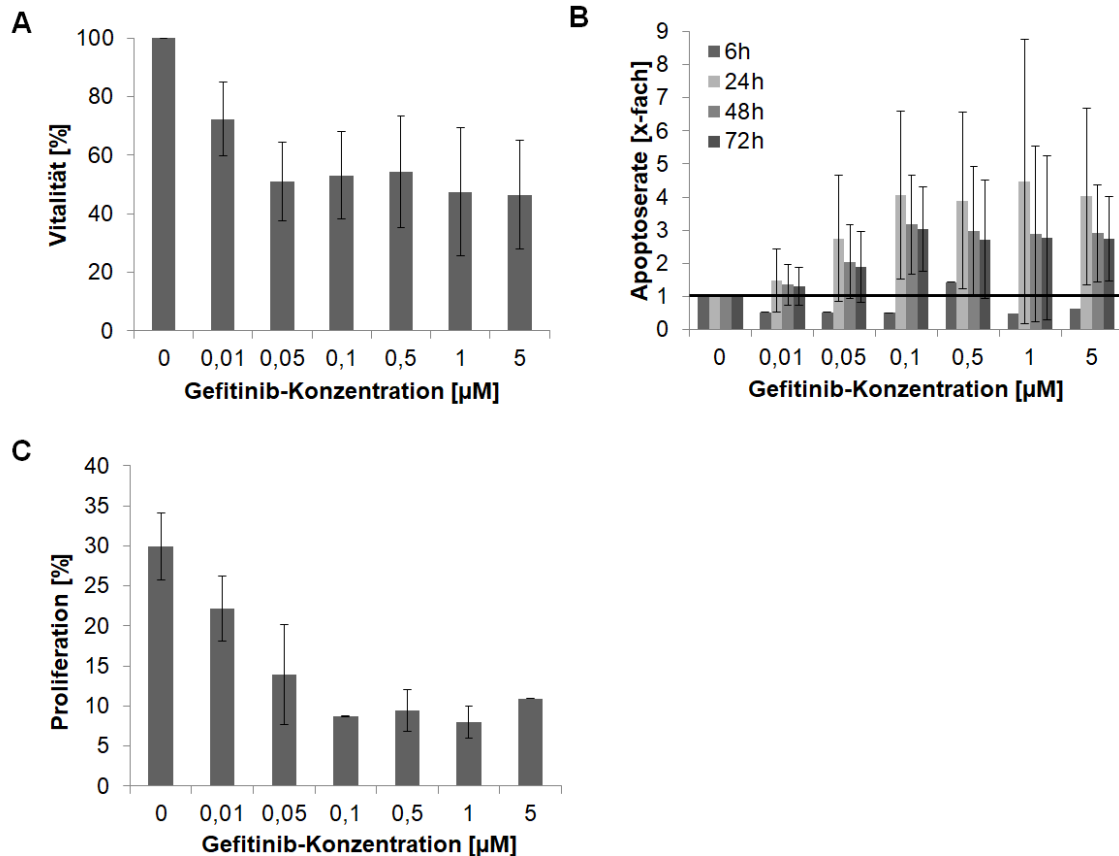 A
100
80
60
40
20
0
Vitalität [%]
0 0,01 0,05 0,1 0,5 1 5
Gefitinib-Konzentration [µM]
B
9
8
7
6
5
4
3
2
1
0
Apoptoserate [x-fach]
6h
24h
48h
72h
0 0,01 0,05 0,1 0,5 1 5
Gefitinib-Konzentration [µM]
C
40
35
30
25
20
15
10
5
0
Proliferation [%]
0 0,01 0,05 0,1 0,5 1 5
Gefitinib-Konzentration [µM]